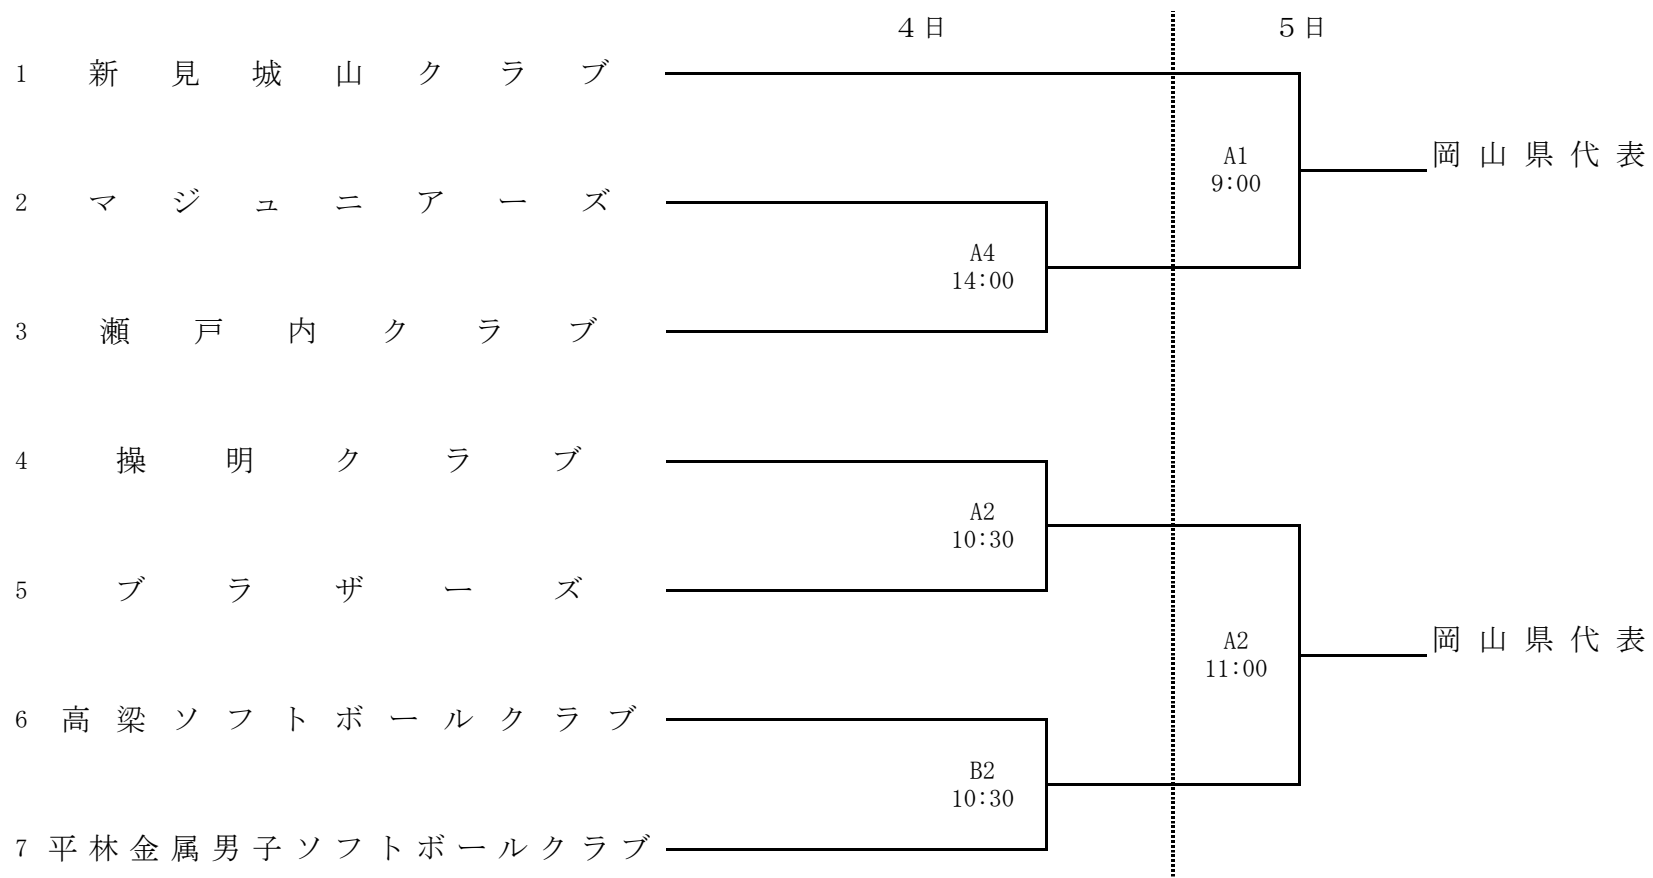 ４日 ５日
1 新見城山クラブ
A1
9:00
岡山県代表
2 マジュニアーズ
A4
14:00
3 瀬戸内クラブ
4 操明クラブ
A2
10:30
5 ブラザーズ
A2
11:00
岡山県代表
6 高梁ソフトボールクラブ
B2
10:30
7 平林金属男子ソフトボールクラブ